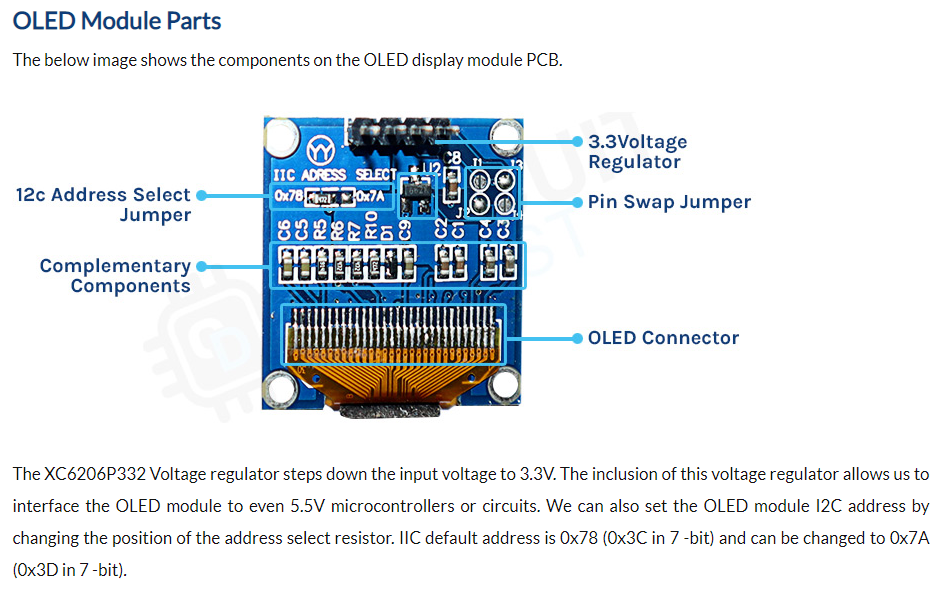 OLED Module Parts
The below image shows the components on the OLED display module PCB.
3.3Voltage
Regulator
IIC ADRESS SELECT
U2
C8
J1
0x78
0x7A
12c Address Select
Jumper
Pin Swap Jumper
C6 C5 R5 R6 R7 R10 D1 C9 C2 C1 C4 C3
Complementary
Components
OLED Connector
The XC6206P332 Voltage regulator steps down the input voltage to 3.3V. The inclusion of this voltage regulator allows us to
interface the OLED module to even 5.5V microcontrollers or circuits. We can also set the OLED module I2C address by
changing the position of the address select resistor. IIC default address is 0x78 (0x3C in 7 -bit) and can be changed to 0x7A
(0x3D in 7 -bit).